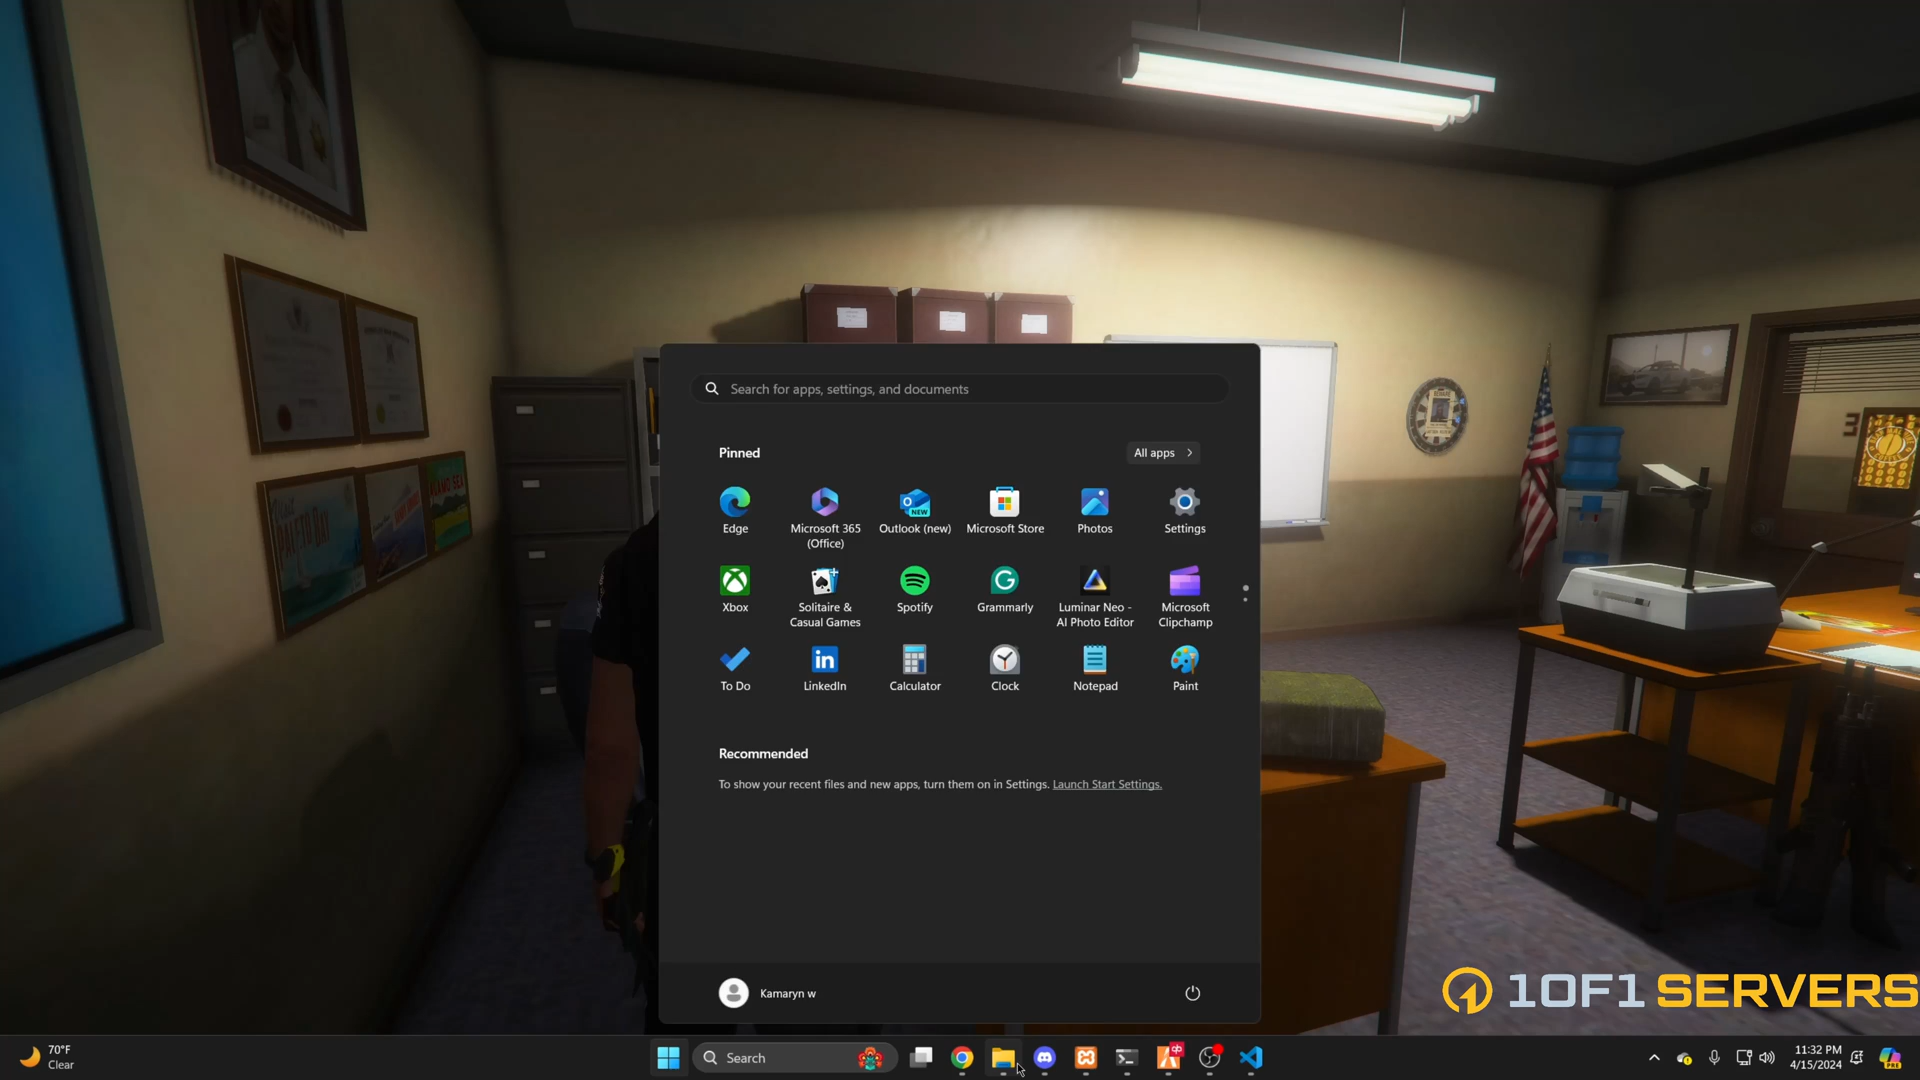 Search for apps, settings, and documents
Pinned
All apps
Edge
Microsoft 365
(Office)
Outlook (new)
Microsoft Store
Photos
Settings
Xbox
Solitaire &
Casual Games
Spotify
Grammarly
Luminar Neo -
AI Photo Editor
Microsoft
Clipchamp
To Do
LinkedIn
Calculator
Clock
Notepad
Paint
Recommended
To show your recent files and new apps, turn them on in Settings. Launch Start Settings.
Kamaryn w
1OF1 SERVERS
70°F
Clear
Search
11:32 PM
4/15/2024